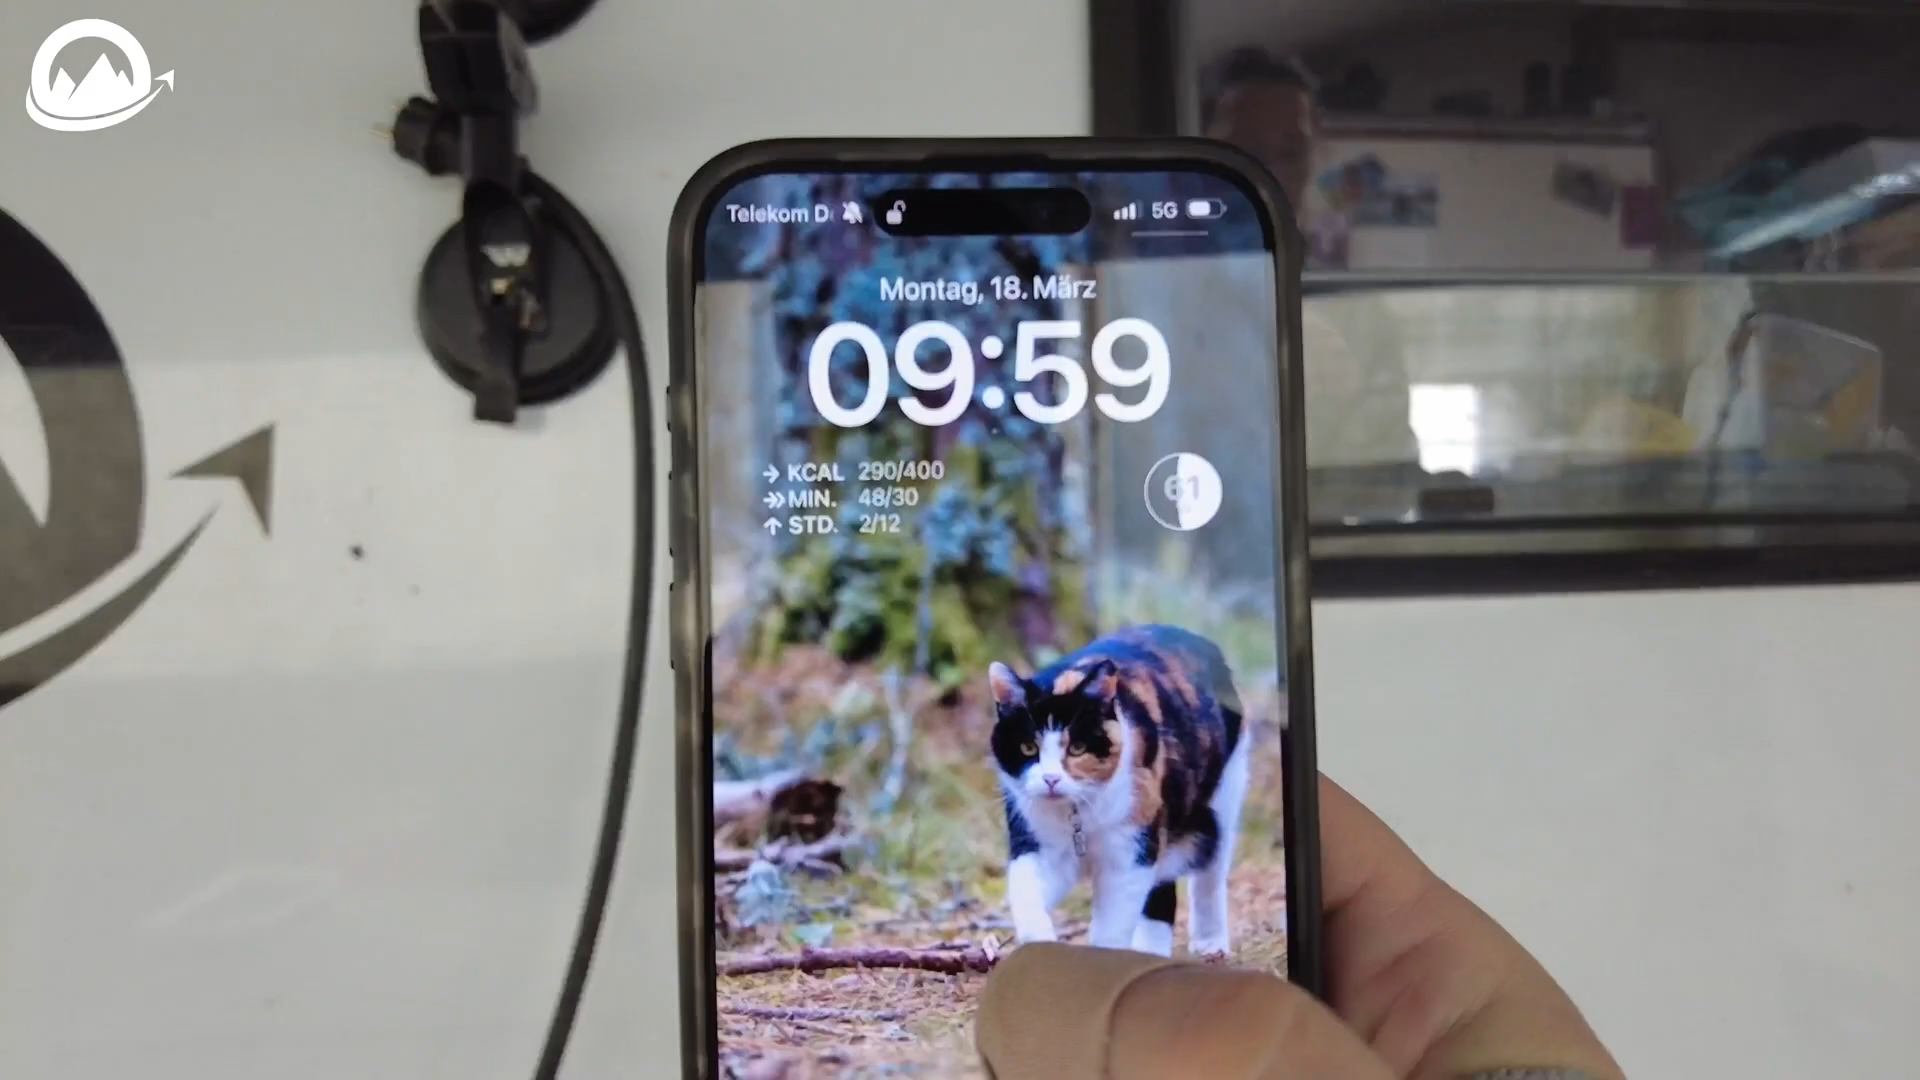 Telekom D
5G
Montag, 18. März
09:59
KCAL 290/400
MIN. 48/30
STD. 2/12
61